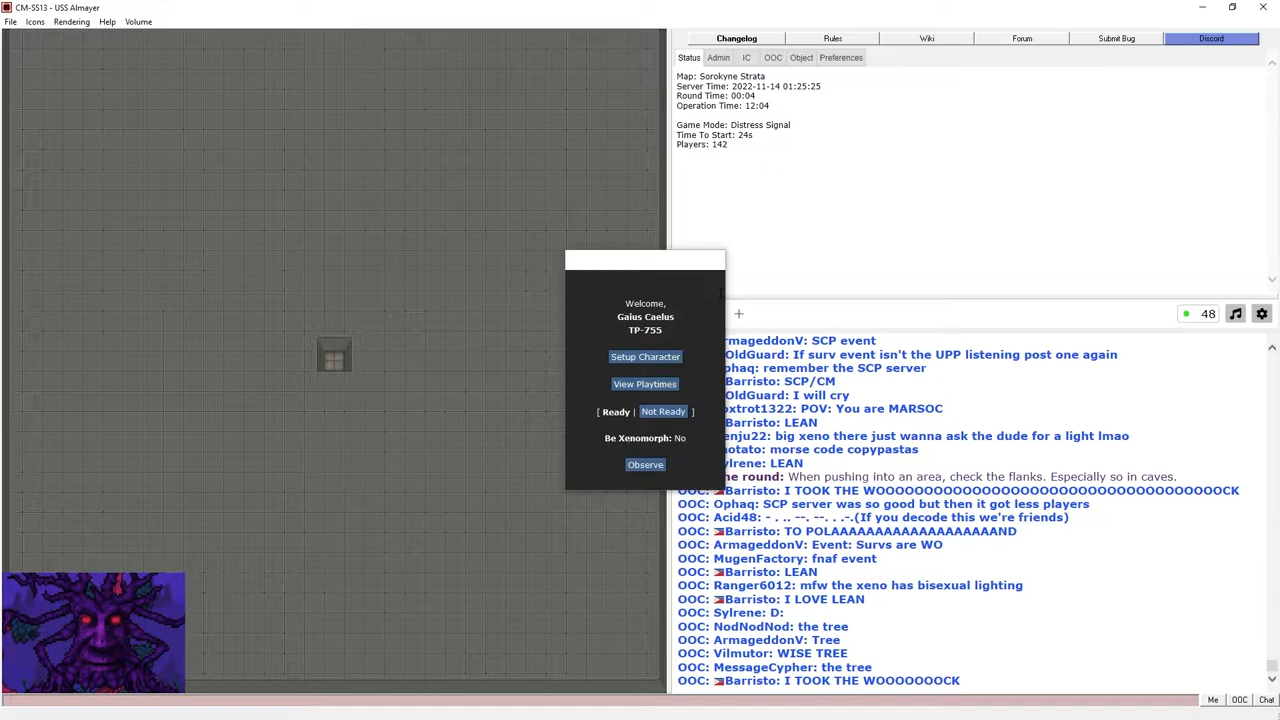 CM-SS13 - USS Almayer
File Icons Rendering Help Volume
Changelog Rules Wiki Forum Submit Bug Discord
Status Admin IC OOC Object Preferences
Map: Sorokyne Strata
Server Time: 2022-11-14 01:25:25
Round Time: 00:04
Operation Time: 12:04
Game Mode: Distress Signal
Time To Start: 24s
Players: 142
Welcome,
Gaius Caelus
TP-755
Setup Character
View Playtimes
[ Ready | Not Ready ]
Be Xenomorph: No
Observe
+ 48
rmageddonV: SCP event
OldGuard: If surv event isn't the UPP listening post one again
phaq: remember the SCP server
Barristo: SCP/CM
OldGuard: I will cry
oxtrot1322: POV: You are MARSOC
Barristo: LEAN
enju22: big xeno there just wanna ask the dude for a light lmao
otato: morse code copypastas
ylrene: LEAN
he round: When pushing into an area, check the flanks. Especially so in caves.
OOC: Barristo: I TOOK THE WOOOOOOOOOOOOOOOOOOOOOOOOOOOOOOOOOOOOCK
OOC: Ophaq: SCP server was so good but then it got less players
OOC: Acid48: - . .. --. --. . .-.(If you decode this we're friends)
OOC: Barristo: TO POLAAAAAAAAAAAAAAAAAAAAND
OOC: ArmageddonV: Event: Survs are WO
OOC: MugenFactory: fnaf event
OOC: Barristo: LEAN
OOC: Ranger6012: mfw the xeno has bisexual lighting
OOC: Barristo: I LOVE LEAN
OOC: Sylrene: D:
OOC: NodNodNod: the tree
OOC: ArmageddonV: Tree
OOC: Vilmutor: WISE TREE
OOC: MessageCypher: the tree
OOC: Barristo: I TOOK THE WOOOOOOOCK
Me OOC Chat